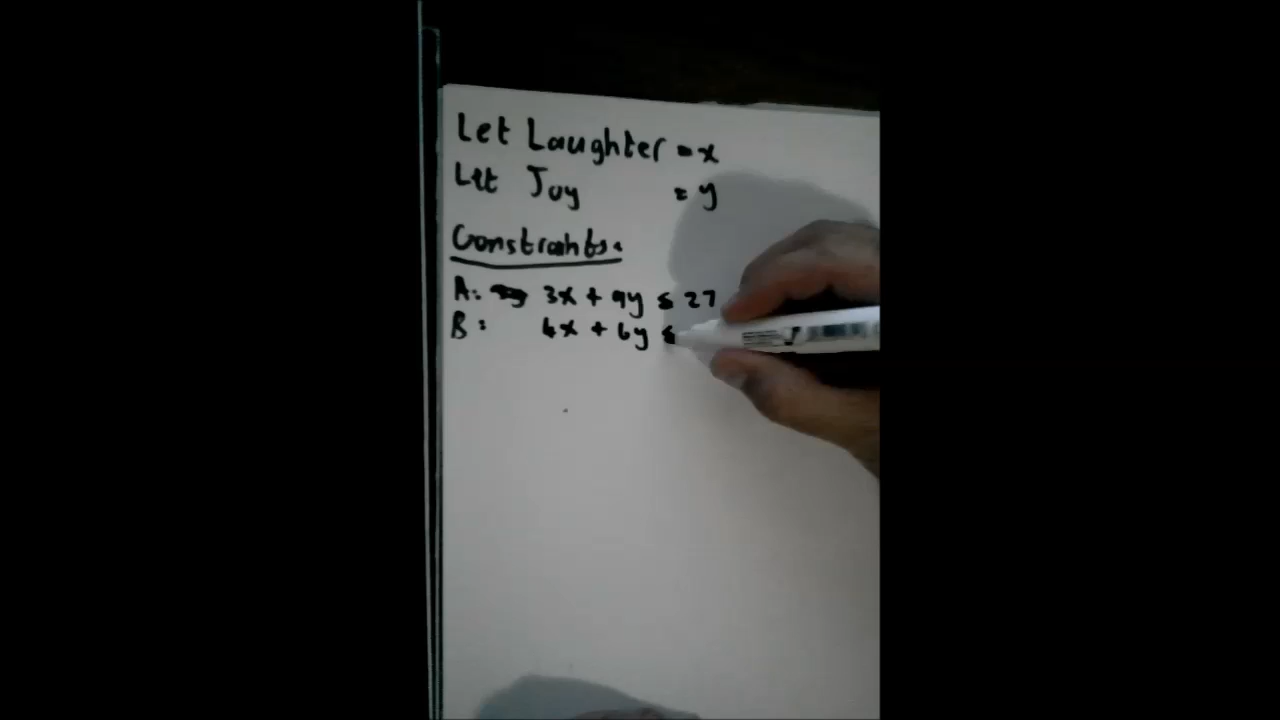 Let Laughter = x
Let Joy = y
Constraints.
A: 3x + 9y ≤ 27
B: 4x + 6y ≤